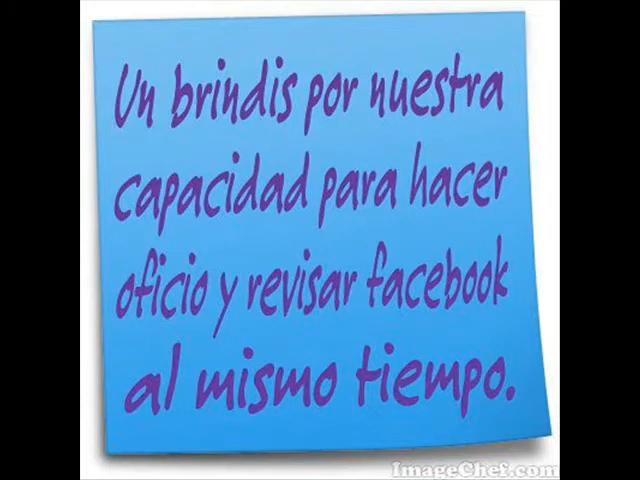 Un brindis por nuestra
capacidad para hacer
oficio y revisar facebook
al mismo tiempo.
ImageChef.com